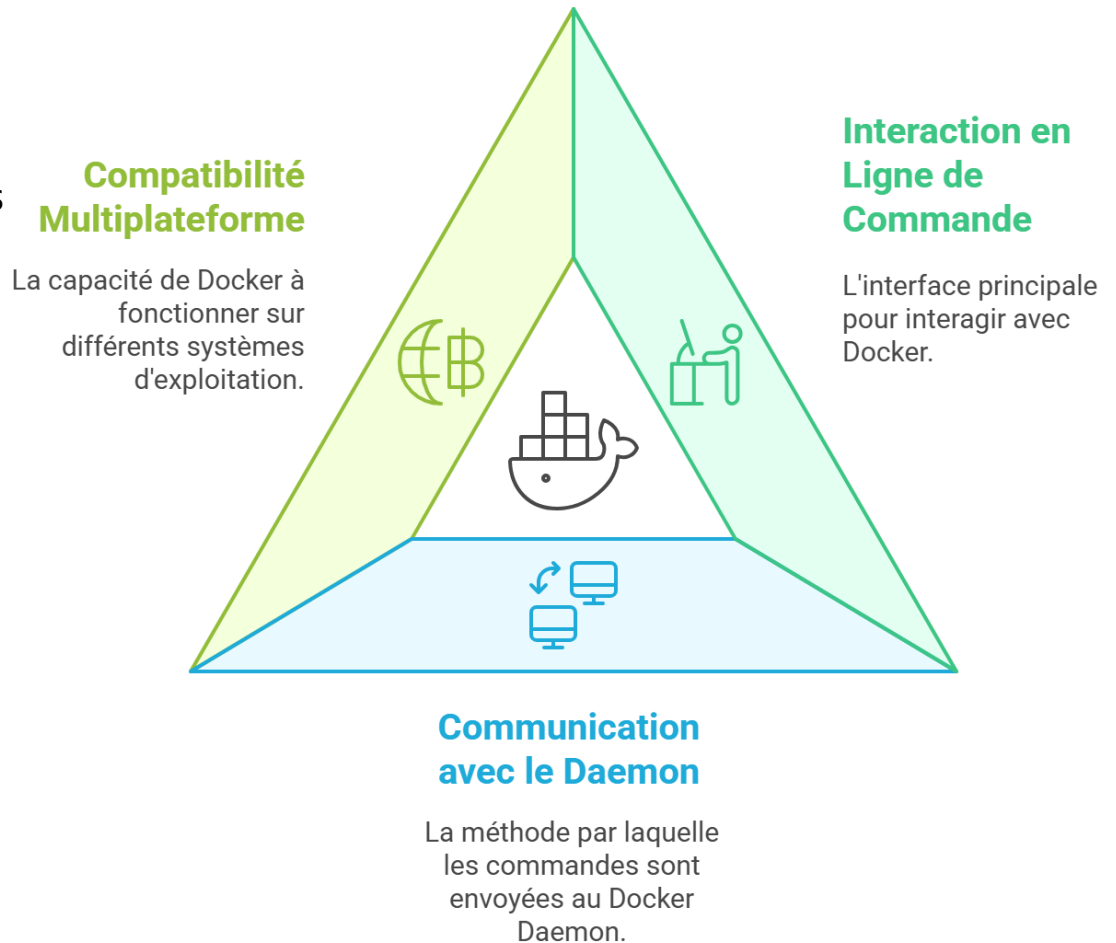 Compatibilité
Multiplateforme
La capacité de Docker à
fonctionner sur
différents systèmes
d'exploitation.
Interaction en
Ligne de
Commande
L'interface principale
pour interagir avec
Docker.
Communication
avec le Daemon
La méthode par laquelle
les commandes sont
envoyées au Docker
Daemon.